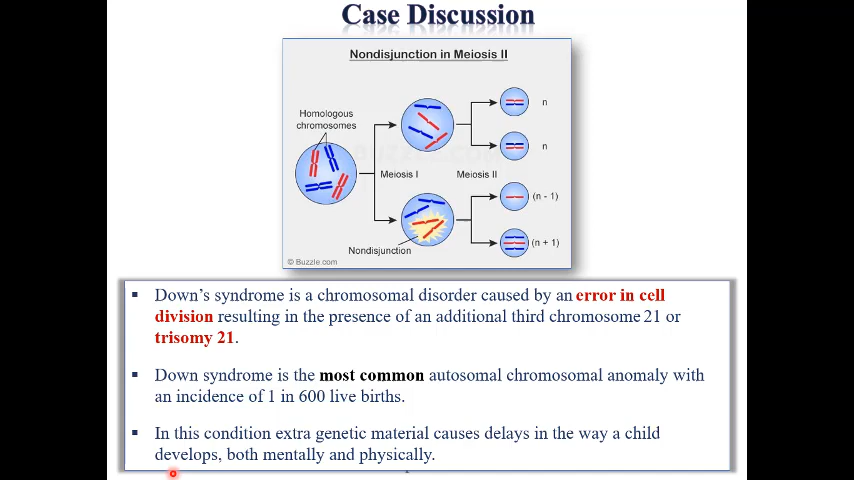 Case Discussion
Nondisjunction in Meiosis II
Homologous
chromosomes
n
n
Meiosis I
Meiosis II
(n - 1)
(n + 1)
Nondisjunction
© Buzzle.com
▪ Down's syndrome is a chromosomal disorder caused by an error in cell
division resulting in the presence of an additional third chromosome 21 or
trisomy 21.
▪ Down syndrome is the most common autosomal chromosomal anomaly with
an incidence of 1 in 600 live births.
▪ In this condition extra genetic material causes delays in the way a child
develops, both mentally and physically.